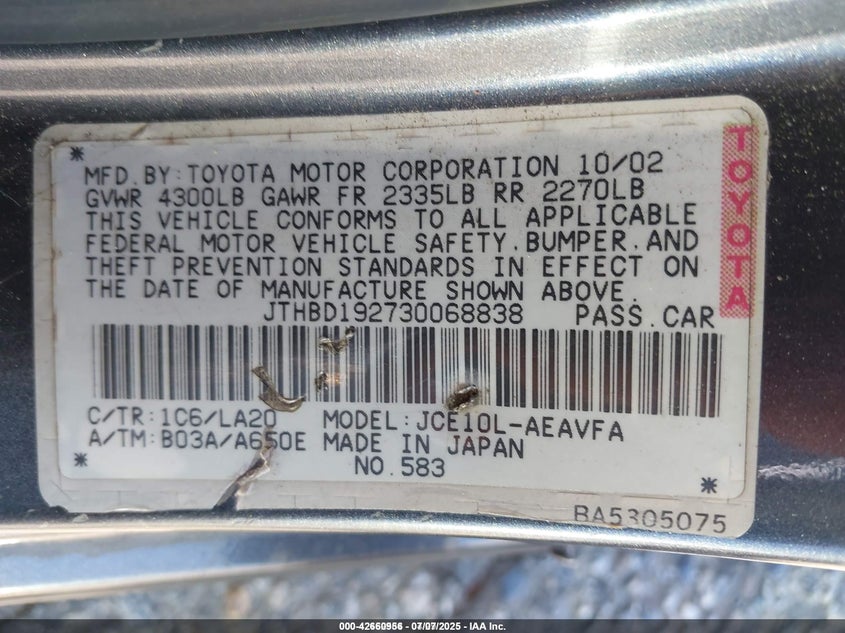 MFD.BY:TOYOTA MOTOR CORPORATION 10/02
GVWR 4300LB GAWR FR 2335LB RR 2270LB
THIS VEHICLE CONFORMS TO ALL APPLICABLE
FEDERAL MOTOR VEHICLE SAFETY.BUMPER.AND
THEFT PREVENTION STANDARDS IN EFFECT ON
THE DATE OF MANUFACTURE SHOWN ABOVE.
JTHBD192730068838 PASS.CAR
TOYOTA
C/TR:1C6/LA20 MODEL:JCE10L-AEAVFA
A/TM:B03A/A650E MADE IN JAPAN
NO.583
BA5305075
000-42660956 - 07/07/2025 - IAA Inc.